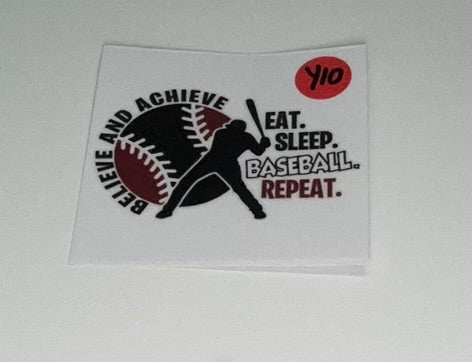 Y10
BELIEVE AND ACHIEVE
EAT.
SLEEP.
BASEBALL.
REPEAT.